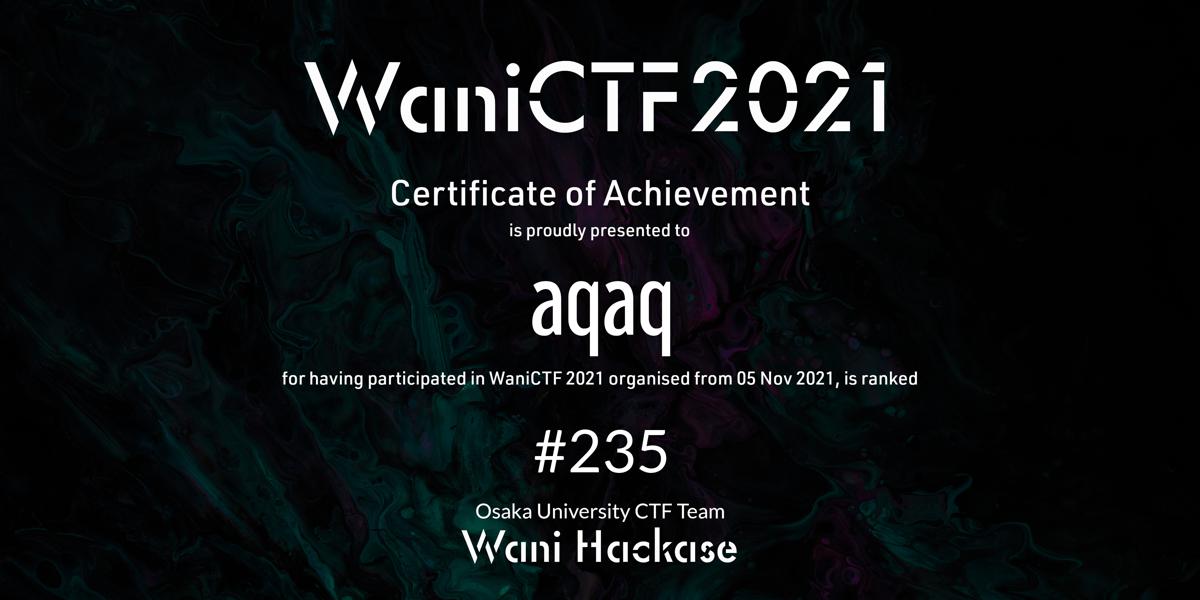 WaniCTF2021
Certificate of Achievement
is proudly presented to
aqaq
for having participated in WaniCTF 2021 organised from 05 Nov 2021, is ranked
#235
Osaka University CTF Team
Wani Hackase